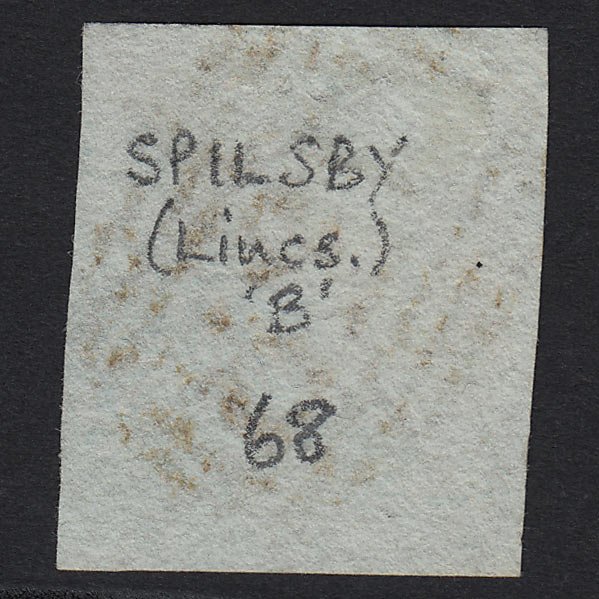 SPILSBY
(Lincs.)
'B'
68